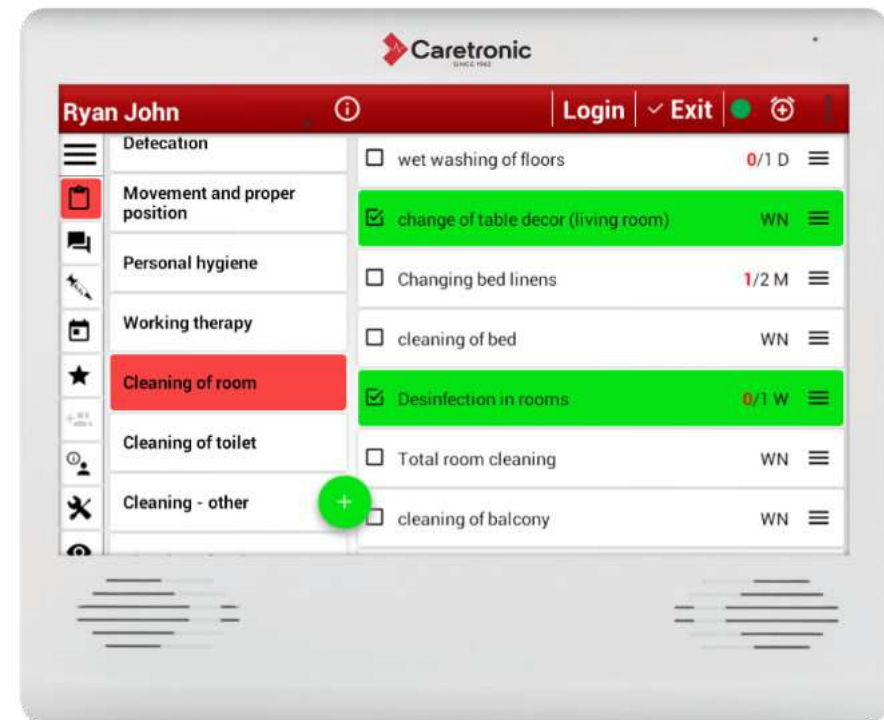 Caretronic
SINCE 1962
Ryan John
Login
Exit
Defecation
Movement and proper
position
Personal hygiene
Working therapy
Cleaning of room
Cleaning of toilet
Cleaning - other
+
wet washing of floors 0/1 D
change of table decor (living room) WN
Changing bed linens 1/2 M
cleaning of bed WN
Desinfection in rooms 0/1 W
Total room cleaning WN
cleaning of balcony WN